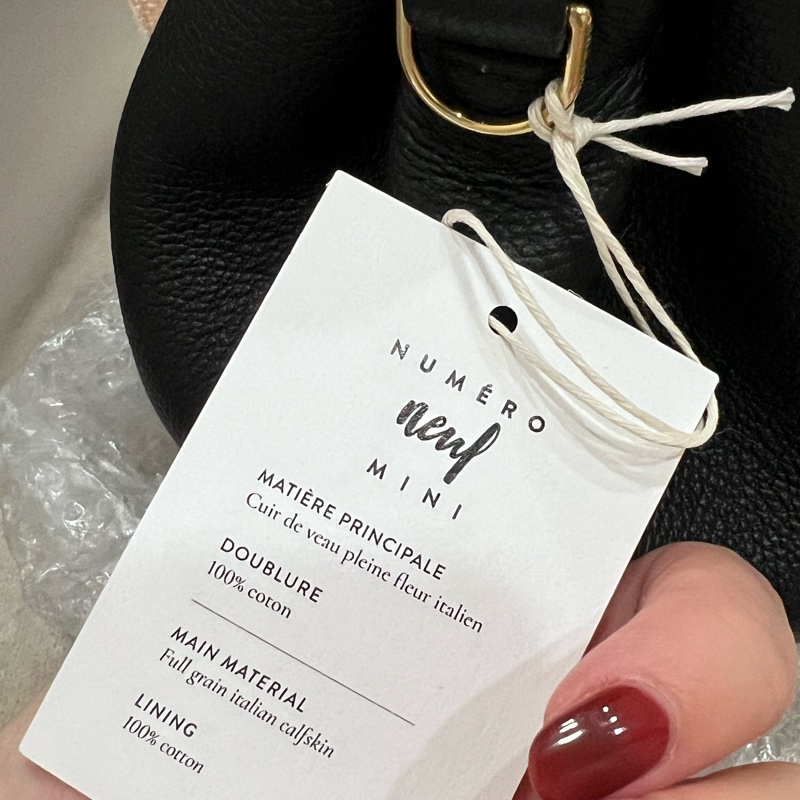 NUMÉRO
neuf
MINI
MATIÈRE PRINCIPALE
Cuir de veau pleine fleur italien
DOUBLURE
100% coton
MAIN MATERIAL
Full grain italian calfskin
LINING
100% cotton